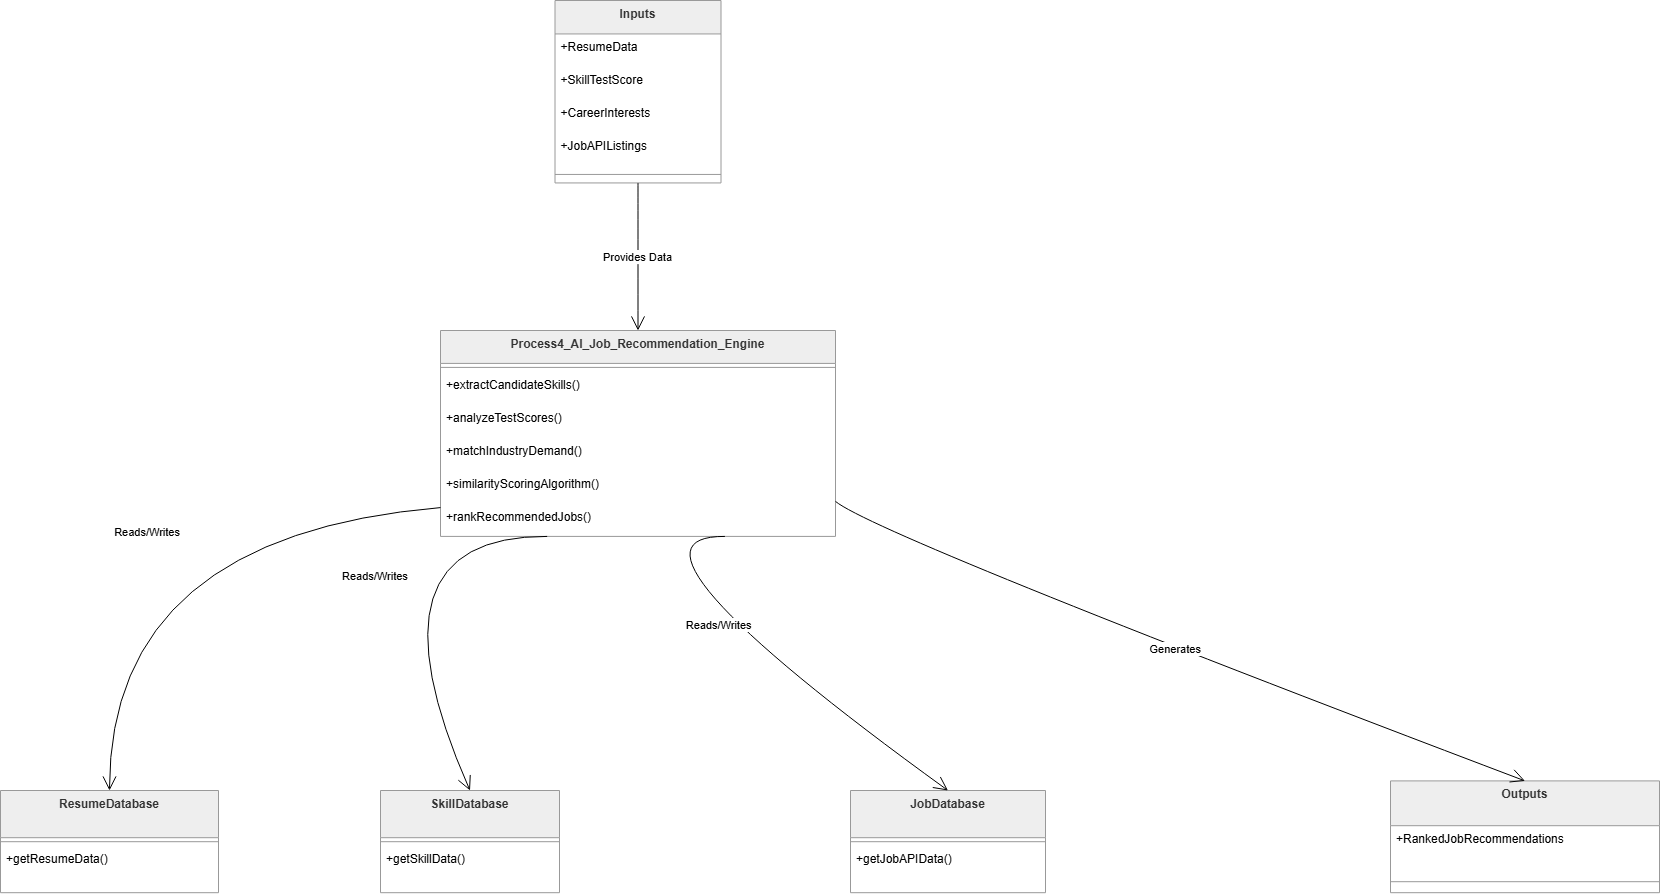 Inputs
+ResumeData
+SkillTestScore
+CareerInterests
+JobAPIListings
Provides Data
Process4_AI_Job_Recommendation_Engine
+extractCandidateSkills()
+analyzeTestScores()
+matchIndustryDemand()
+similarityScoringAlgorithm()
+rankRecommendedJobs()
Reads/Writes
Reads/Writes
Reads/Writes
Generates
ResumeDatabase
+getResumeData()
SkillDatabase
+getSkillData()
JobDatabase
+getJobAPIData()
Outputs
+RankedJobRecommendations